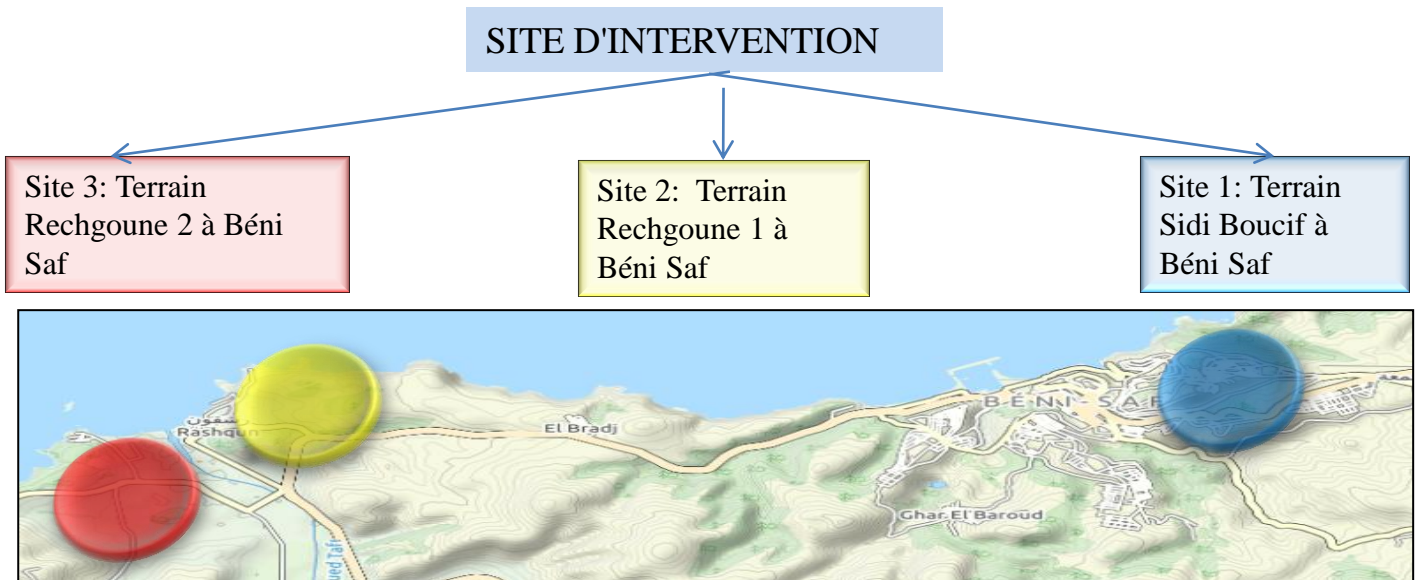 SITE D'INTERVENTION
Site 3: Terrain
Rechgoune 2 à Béni
Saf
Site 2: Terrain
Rechgoune 1 à
Béni Saf
Site 1: Terrain
Sidi Boucif à
Béni Saf
Rashqun
El Bradj
BÉNI-SAF
Ghar El Baroud